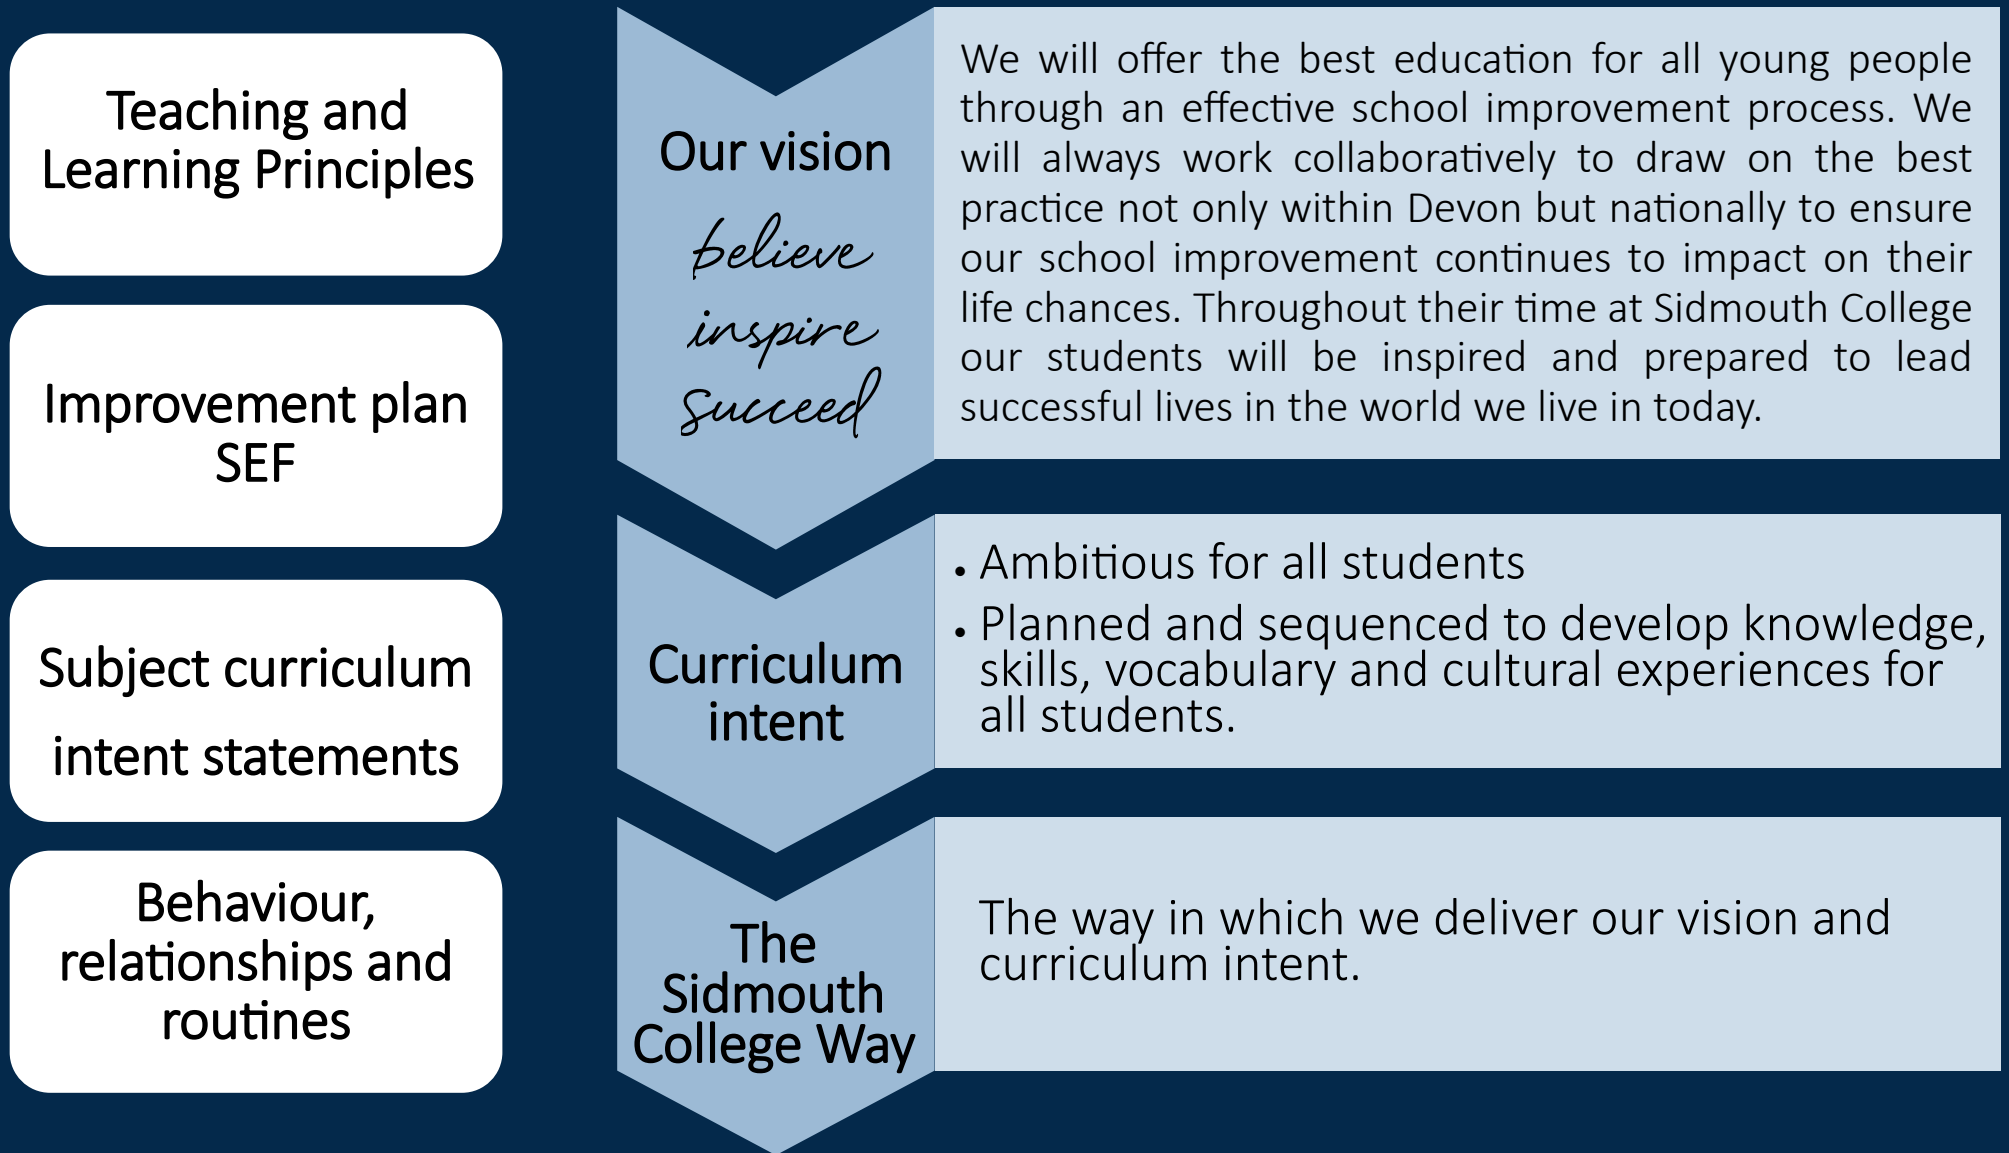 Teaching and
Learning Principles
Improvement plan
SEF
Subject curriculum
intent statements
Behaviour,
relationships and
routines
Our vision
believe
inspire
succeed
We will offer the best education for all young people
through an effective school improvement process. We
will always work collaboratively to draw on the best
practice not only within Devon but nationally to ensure
our school improvement continues to impact on their
life chances. Throughout their time at Sidmouth College
our students will be inspired and prepared to lead
successful lives in the world we live in today.
Curriculum
intent
• Ambitious for all students
• Planned and sequenced to develop knowledge,
skills, vocabulary and cultural experiences for
all students.
The
Sidmouth
College Way
The way in which we deliver our vision and
curriculum intent.